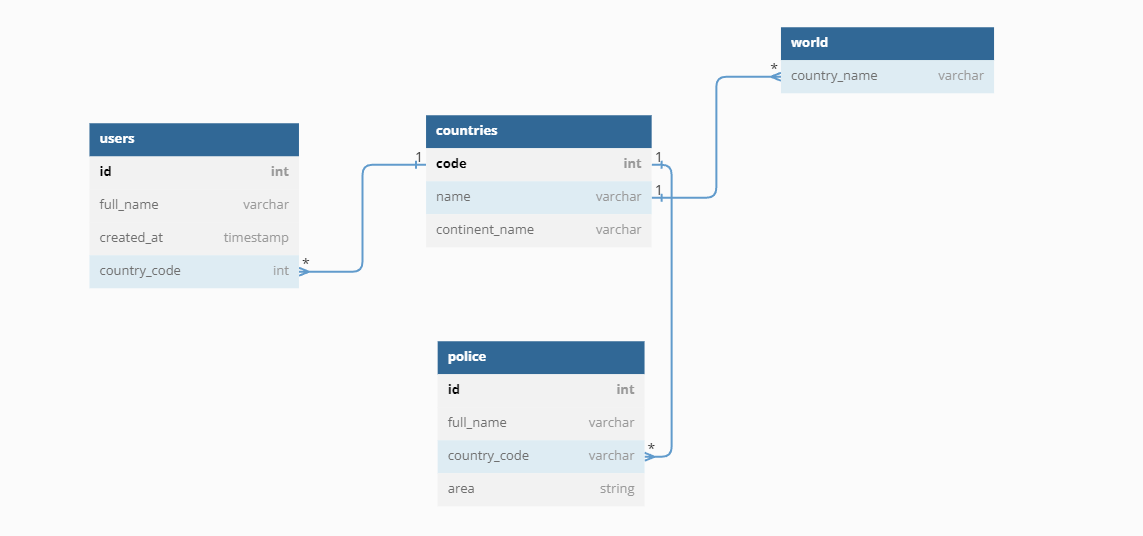 world
country_name varchar
*
users
id int
full_name varchar
created_at timestamp
country_code int
*
countries
1 code int 1
name varchar 1
continent_name varchar
police
id int
full_name varchar
country_code varchar
*
area string